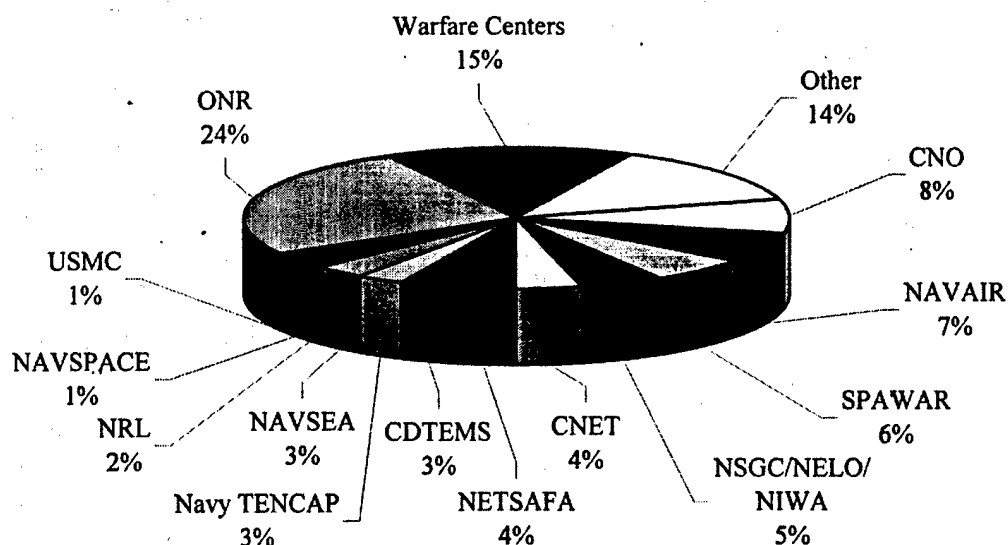 Warfare Centers
15%
Other
14%
ONR
24%
CNO
8%
USMC
1%
NAVAIR
7%
NAVSPACE
1%
SPAWAR
6%
NRL
2%
NAVSEA
3%
CDTEMS
3%
CNET
4%
NSGC/NELO/
NIWA
5%
Navy TENCAP
3%
NETSAFA
4%